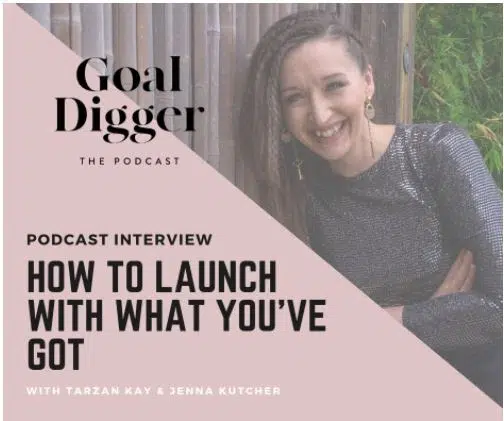 Goal
Digger
THE PODCAST
PODCAST INTERVIEW
HOW TO LAUNCH
WITH WHAT YOU'VE
GOT
WITH TARZAN KAY & JENNA KUTCHER